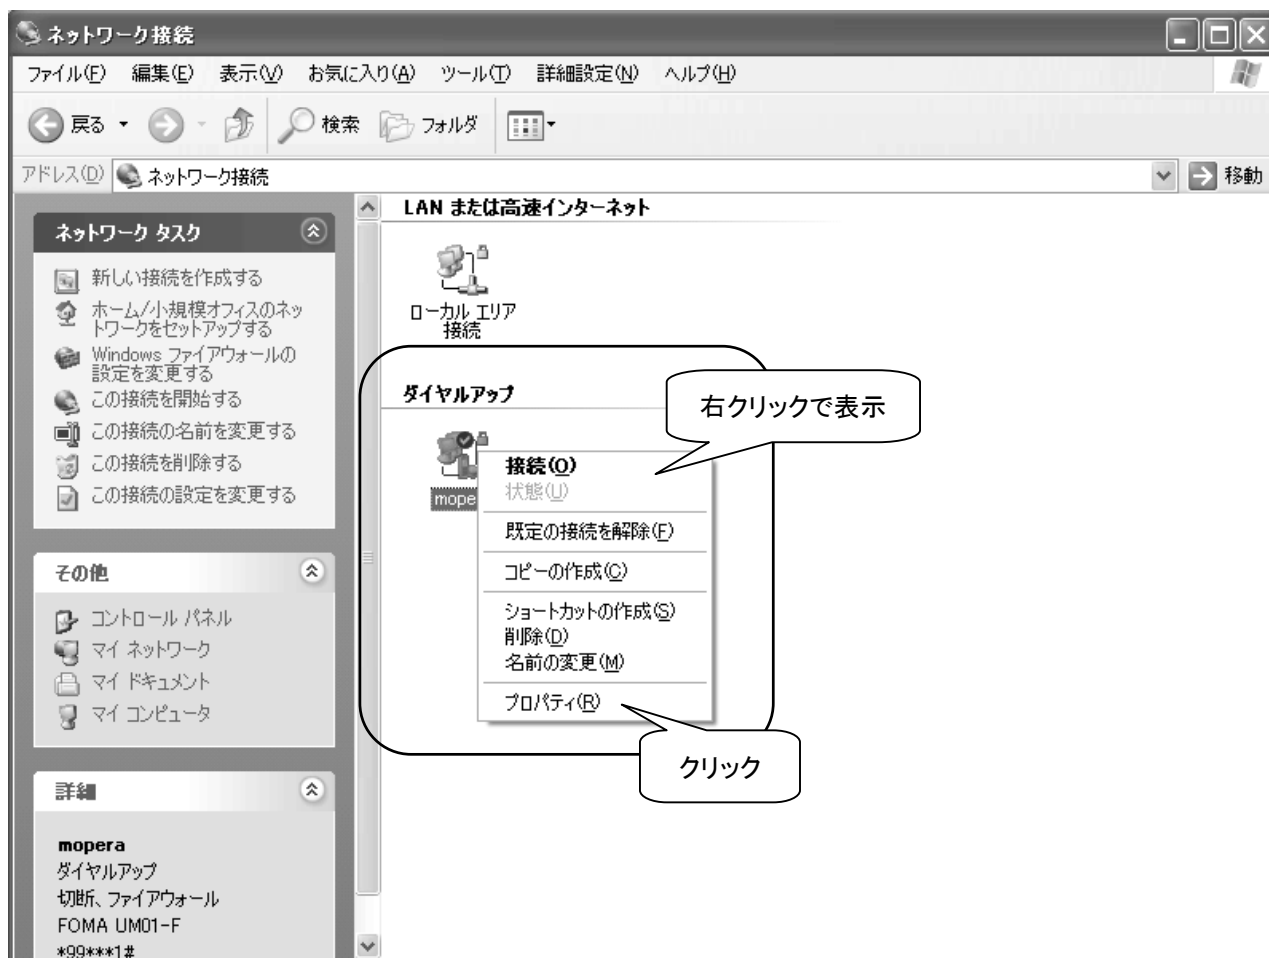 ネットワーク接続
ファイル(F) 編集(E) 表示(V) お気に入り(A) ツール(T) 詳細設定(N) ヘルプ(H)
戻る 検索 フォルダ
アドレス(D) ネットワーク接続 移動
ネットワーク タスク
新しい接続を作成する
ホーム/小規模オフィスのネッ
トワークをセットアップする
Windows ファイアウォールの
設定を変更する
この接続を開始する
この接続の名前を変更する
この接続を削除する
この接続の設定を変更する
その他
コントロール パネル
マイ ネットワーク
マイ ドキュメント
マイ コンピュータ
詳細
mopera
ダイヤルアップ
切断、ファイアウォール
FOMA UM01-F
*99***1#
LAN または高速インターネット
ローカル エリア
接続
ダイヤルアップ
mope
右クリックで表示
接続(O)
状態(U)
既定の接続を解除(F)
コピーの作成(C)
ショートカットの作成(S)
削除(D)
名前の変更(M)
プロパティ(R)
クリック